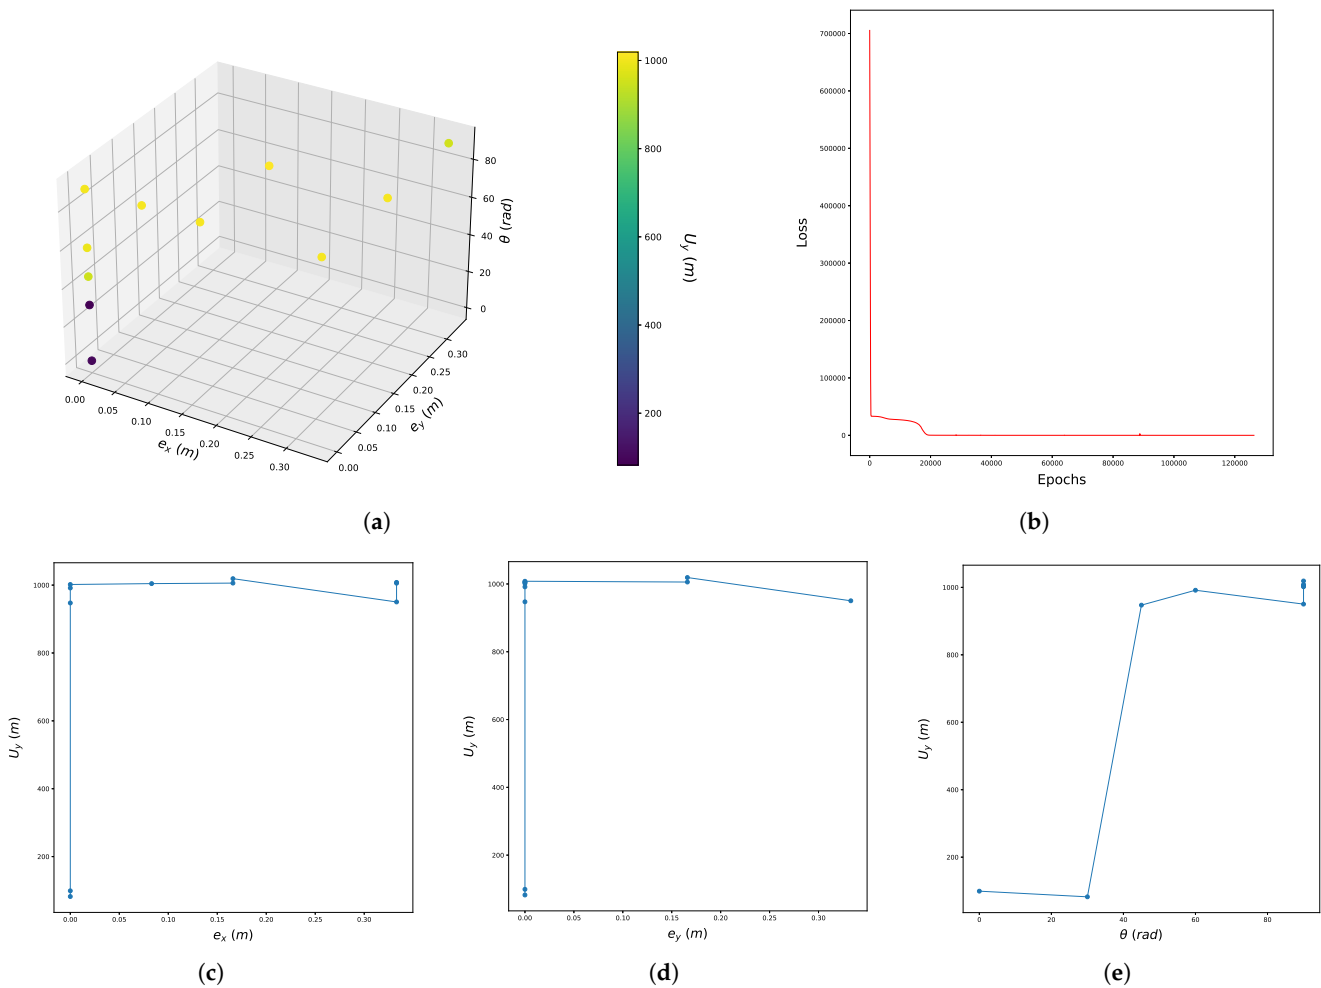 0.00
0.05
0.10
0.15
0.20
0.25
0.30
e_x (m)
0.00
0.05
0.10
0.15
0.20
0.25
0.30
e_y (m)
0
20
40
60
80
θ (rad)
1000
800
600
400
200
U_y (m)
(a)
700000
600000
500000
400000
300000
200000
100000
0
Loss
0 20000 40000 60000 80000 100000 120000
Epochs
(b)
1000
800
600
400
200
U_y (m)
0.00 0.05 0.10 0.15 0.20 0.25 0.30
e_x (m)
(c)
1000
800
600
400
200
U_y (m)
0.00 0.05 0.10 0.15 0.20 0.25 0.30
e_y (m)
(d)
1000
800
600
400
200
U_y (m)
0 20 40 60 80
θ (rad)
(e)